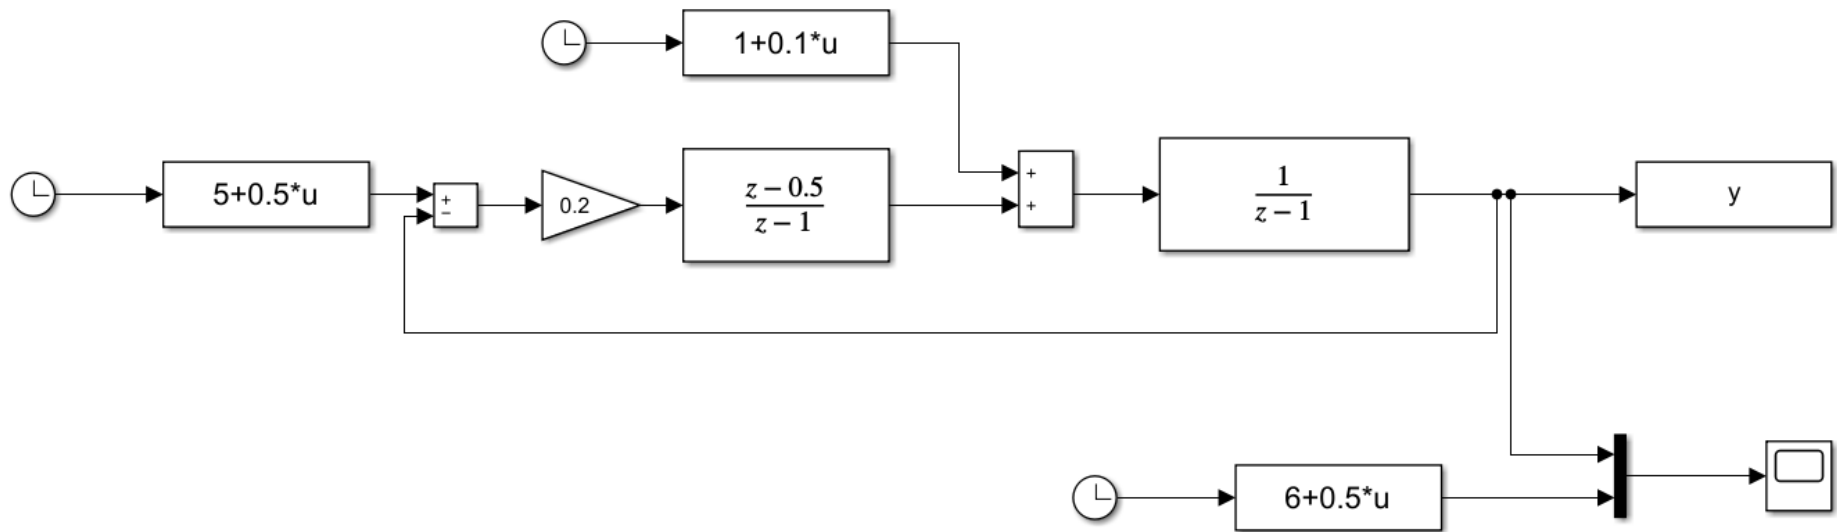 1+0.1*u
5+0.5*u
+
−
0.2
z − 0.5
z − 1
+
+
1
z − 1
y
6+0.5*u